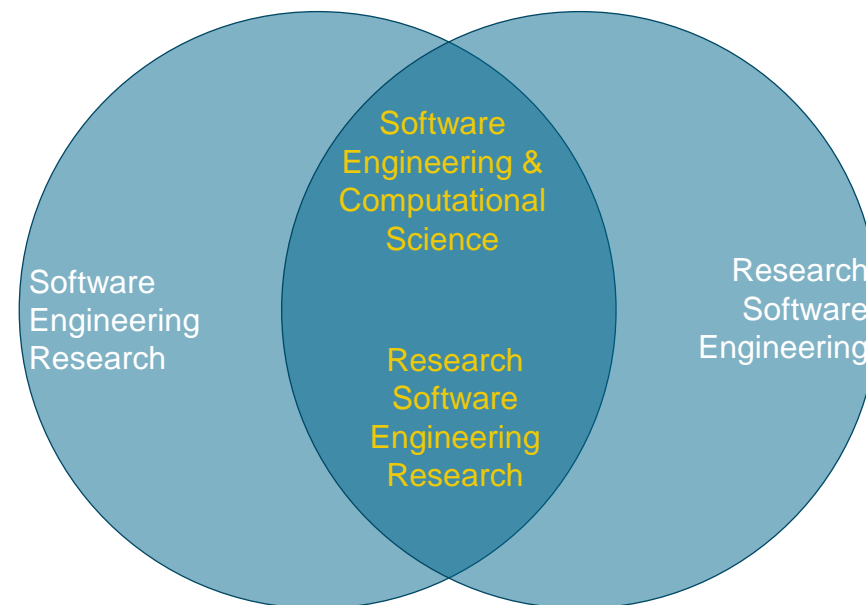 Software
Engineering &
Computational
Science
Software
Engineering
Research
Research
Software
Engineering
Research
Software
Engineering
Research